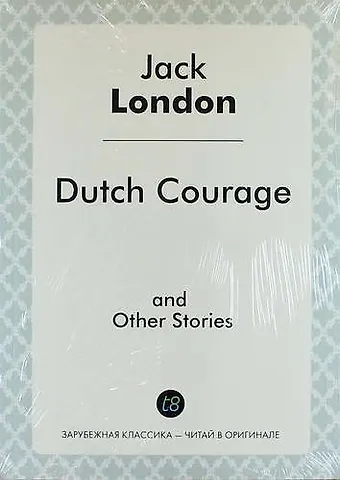 Jack
London
Dutch Courage
and
Other Stories
t8
ЗАРУБЕЖНАЯ КЛАССИКА — ЧИТАЙ В ОРИГИНАЛЕ